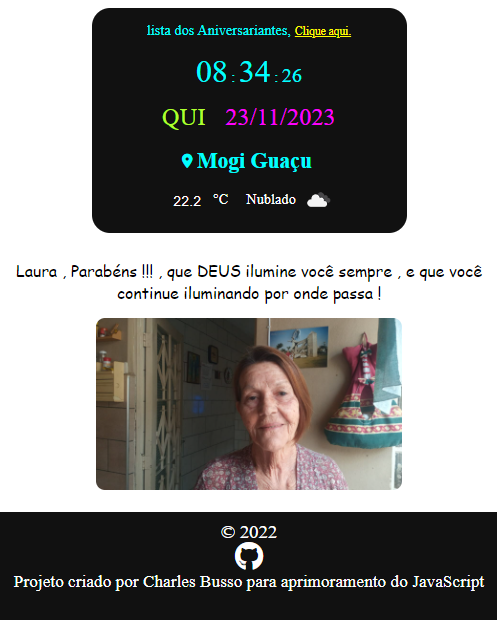 lista dos Aniversariantes, Clique aqui.
08 : 34 : 26
QUI 23/11/2023
Mogi Guaçu
22.2 °C Nublado
Laura , Parabéns !!! , que DEUS ilumine você sempre , e que você
continue iluminando por onde passa !
© 2022
Projeto criado por Charles Busso para aprimoramento do JavaScript